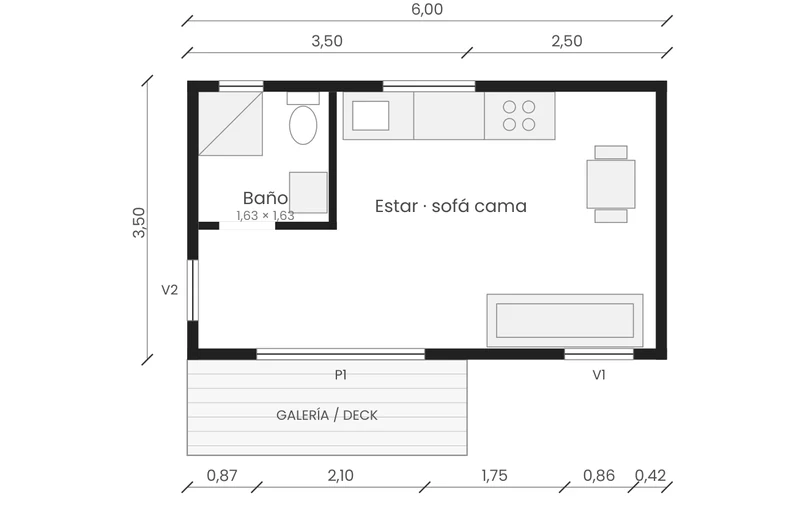 6,00
3,50
2,50
3,50
Baño
1,63 × 1,63
Estar · sofá cama
V2
P1
V1
GALERÍA / DECK
0,87
2,10
1,75
0,86
0,42